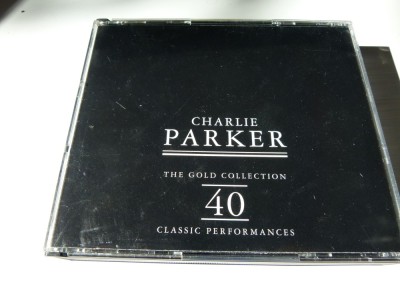 CHARLIE
PARKER
THE GOLD COLLECTION
40
CLASSIC PERFORMANCES